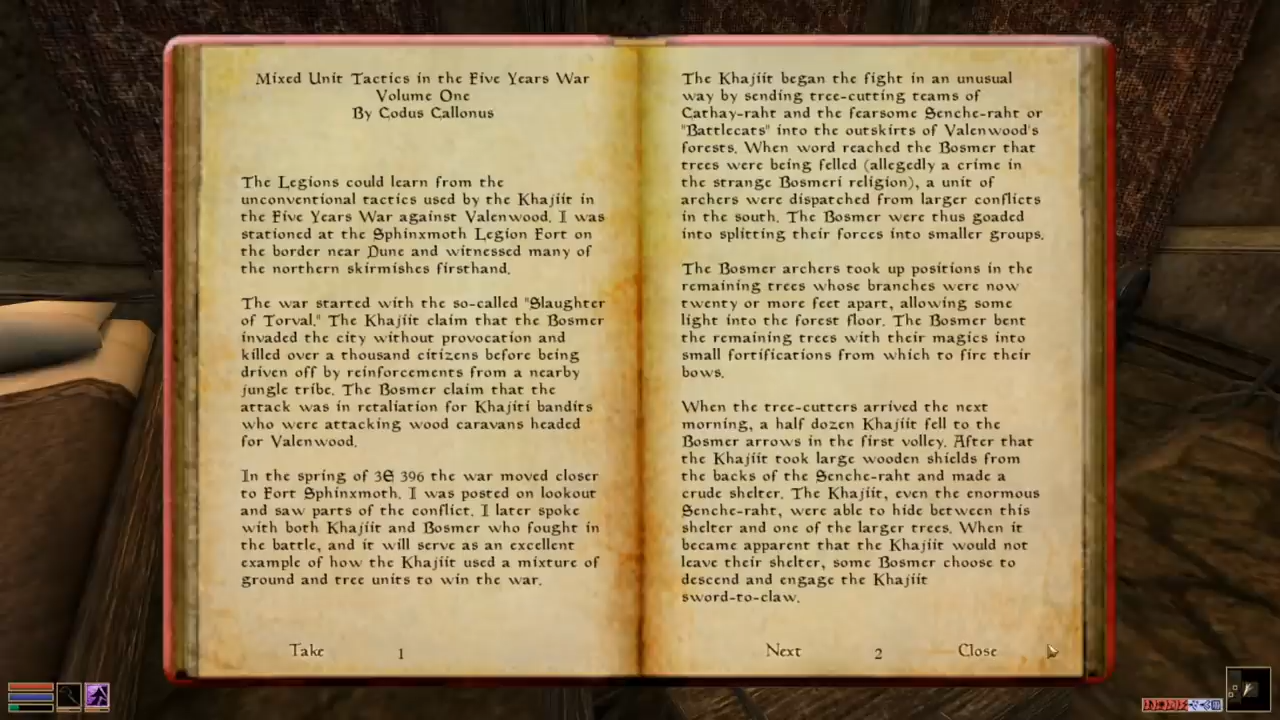 Mixed Unit Tactics in the Five Years War
Volume One
By Codus Callonus
The Legions could learn from the
unconventional tactics used by the Khajiit in
the Five Years War against Valenwood. I was
stationed at the Sphinxmoth Legion Fort on
the border near Dune and witnessed many of
the northern skirmishes firsthand.
The war started with the so-called "Slaughter
of Torval." The Khajiit claim that the Bosmer
invaded the city without provocation and
killed over a thousand citizens before being
driven off by reinforcements from a nearby
jungle tribe. The Bosmer claim that the
attack was in retaliation for Khajiti bandits
who were attacking wood caravans headed
for Valenwood.
In the spring of 3E 396 the war moved closer
to Fort Sphinxmoth. I was posted on lookout
and saw parts of the conflict. I later spoke
with both Khajiit and Bosmer who fought in
the battle, and it will serve as an excellent
example of how the Khajiit used a mixture of
ground and tree units to win the war.
Take 1
The Khajiit began the fight in an unusual
way by sending tree-cutting teams of
Cathay-raht and the fearsome Senche-raht or
"Battlecats" into the outskirts of Valenwood's
forests. When word reached the Bosmer that
trees were being felled (allegedly a crime in
the strange Bosmeri religion), a unit of
archers were dispatched from larger conflicts
in the south. The Bosmer were thus goaded
into splitting their forces into smaller groups.
The Bosmer archers took up positions in the
remaining trees whose branches were now
twenty or more feet apart, allowing some
light into the forest floor. The Bosmer bent
the remaining trees with their magics into
small fortifications from which to fire their
bows.
When the tree-cutters arrived the next
morning, a half dozen Khajiit fell to the
Bosmer arrows in the first volley. After that
the Khajiit took large wooden shields from
the backs of the Senche-raht and made a
crude shelter. The Khajiit, even the enormous
Senche-raht, were able to hide between this
shelter and one of the larger trees. When it
became apparent that the Khajiit would not
leave their shelter, some Bosmer choose to
descend and engage the Khajiit
sword-to-claw.
Next 2 Close